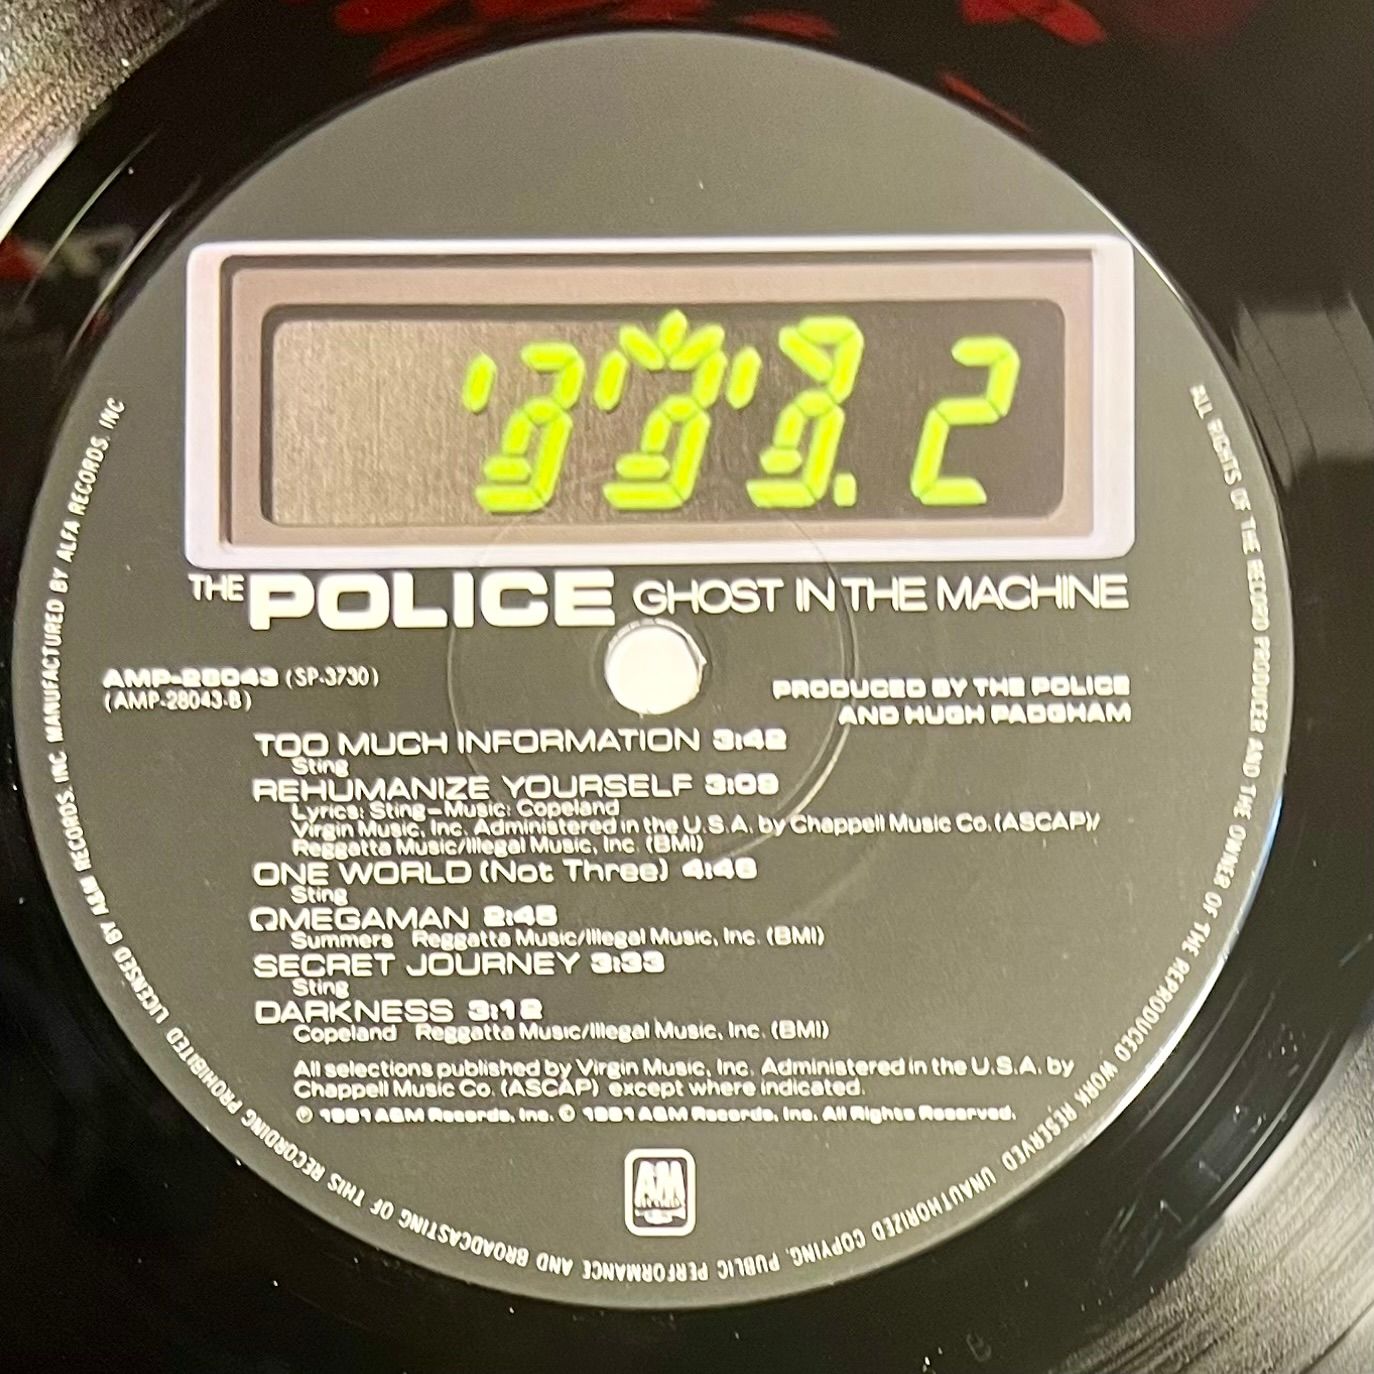 2
THE POLICE GHOST IN THE MACHINE
AMP-28043 (SP-3730)
(AMP-28043-B)
PRODUCED BY THE POLICE
AND HUGH PADGHAM
TOO MUCH INFORMATION 3:42
Sting
REHUMANIZE YOURSELF 3:09
Lyrics: Sting–Music: Copeland
Virgin Music, Inc. Administered in the U.S.A. by Chappell Music Co. (ASCAP)/
Reggatta Music/Illegal Music, Inc. (BMI)
ONE WORLD (Not Three) 4:46
Sting
ΩMEGAMAN 2:45
Summers Reggatta Music/Illegal Music, Inc. (BMI)
SECRET JOURNEY 3:33
Sting
DARKNESS 3:12
Copeland Reggatta Music/Illegal Music, Inc. (BMI)
All selections published by Virgin Music, Inc. Administered in the U.S.A. by
Chappell Music Co. (ASCAP) except where indicated.
℗ 1981 A&M Records, Inc. © 1981 A&M Records, Inc. All Rights Reserved.
AM
ALL RIGHTS OF THE RECORD PRODUCER AND THE OWNER OF THE REPRODUCED WORK RESERVED UNAUTHORIZED COPYING, PUBLIC PERFORMANCE AND BROADCASTING OF THIS RECORDING PROHIBITED LICENSED BY A&M RECORDS, INC MANUFACTURED BY ALFA RECORDS, INC